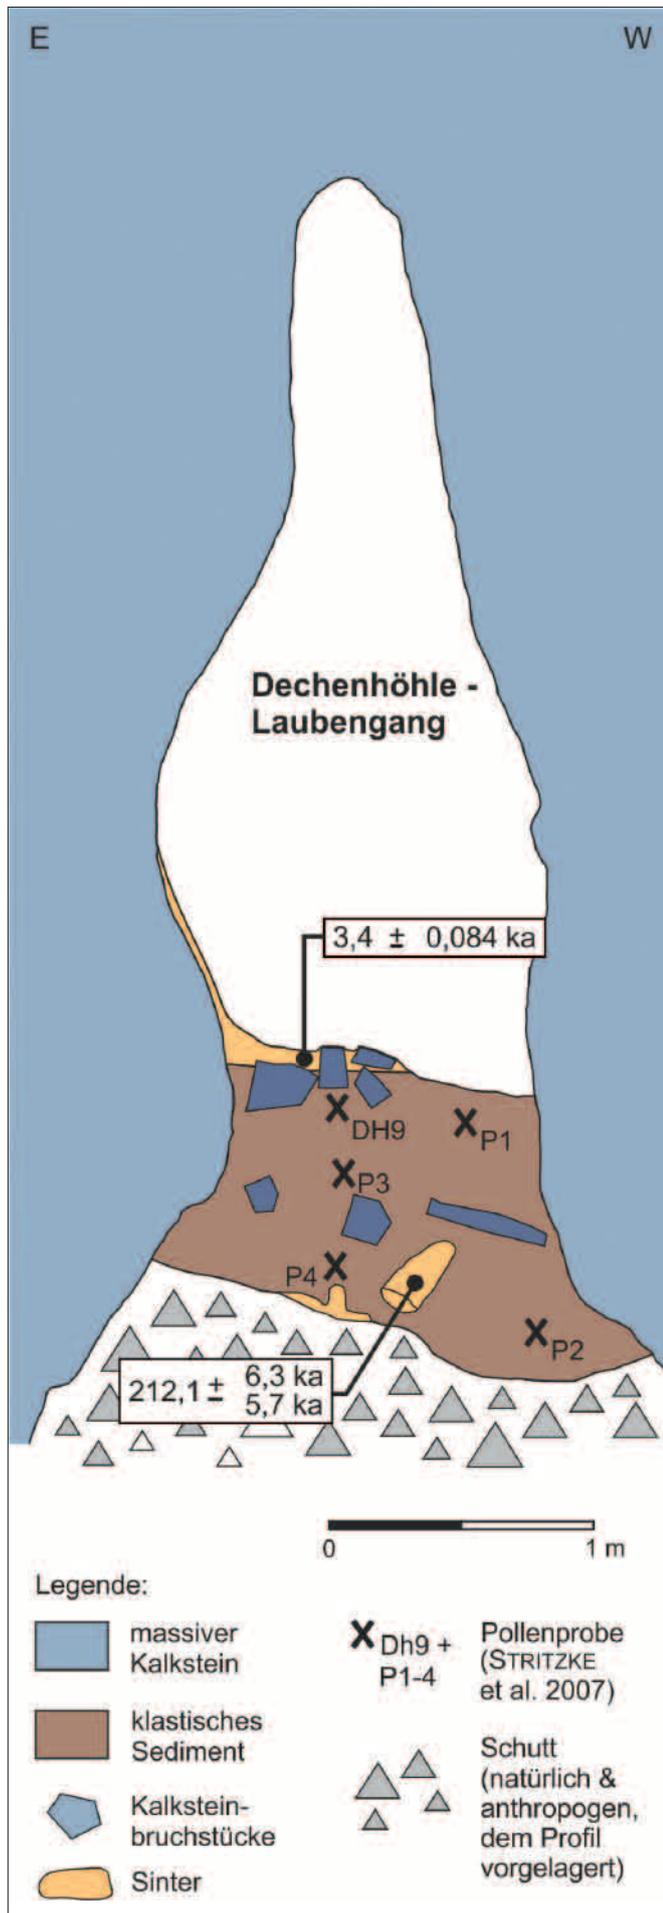 E
W
Dechenhöhle -
Laubengang
3,4 ± 0,084 ka
DH9
P1
P3
P4
P2
212,1 ± 6,3 ka
5,7 ka
0
1 m
Legende:
massiver
Kalkstein
klastisches
Sediment
Kalkstein-
bruchstücke
Sinter
Dh9 +
P1-4
Pollenprobe
(STRITZKE
et al. 2007)
Schutt
(natürlich &
anthropogen,
dem Profil
vorgelagert)